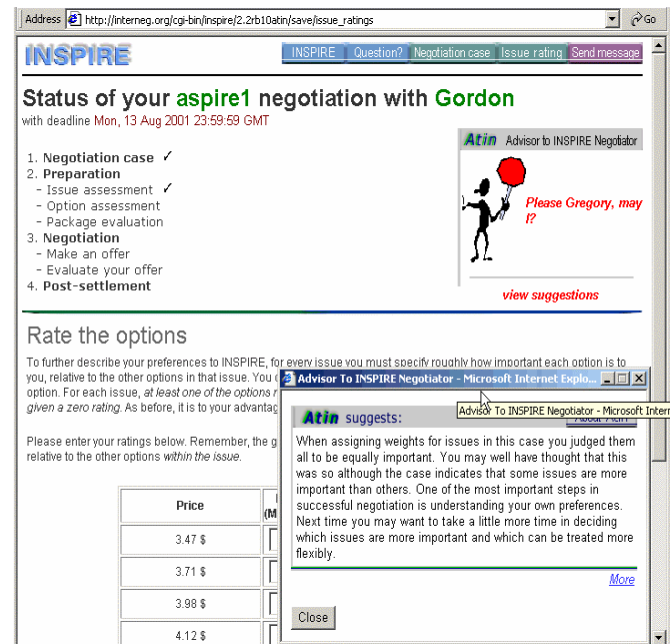 Address http://interneg.org/cgi-bin/inspire/2.2rb10atin/save/issue_ratings Go
INSPIRE
INSPIRE Question? Negotiation case Issue rating Send message
Status of your aspire1 negotiation with Gordon
with deadline Mon, 13 Aug 2001 23:59:59 GMT
1. Negotiation case ✓
2. Preparation
- Issue assessment ✓
- Option assessment
- Package evaluation
3. Negotiation
- Make an offer
- Evaluate your offer
4. Post-settlement
Atin Advisor to INSPIRE Negotiator
Please Gregory, may
I?
view suggestions
Rate the options
To further describe your preferences to INSPIRE, for every issue you must specify roughly how important each option is to
you, relative to the other options in that issue. You
option. For each issue, at least one of the options
given a zero rating. As before, it is to your advantag
Please enter your ratings below. Remember, the g
relative to the other options within the issue.
Price
(M
3.47 $
3.71 $
3.98 $
4.12 $
Advisor To INSPIRE Negotiator - Microsoft Internet Explo...
Advisor To INSPIRE Negotiator - Microsoft Inter
Atin suggests:
When assigning weights for issues in this case you judged them
all to be equally important. You may well have thought that this
was so although the case indicates that some issues are more
important than others. One of the most important steps in
successful negotiation is understanding your own preferences.
Next time you may want to take a little more time in deciding
which issues are more important and which can be treated more
flexibly.
More
Close